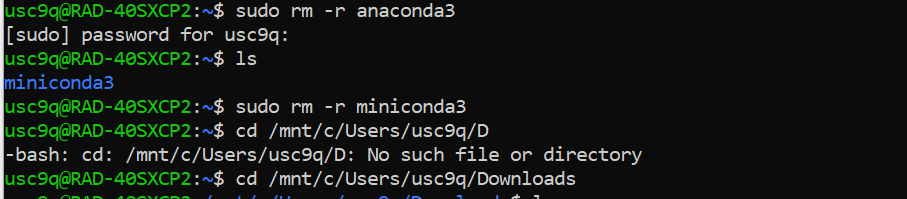 usc9q@RAD-40SXCP2:~$ sudo rm -r anaconda3
[sudo] password for usc9q:
usc9q@RAD-40SXCP2:~$ ls
miniconda3
usc9q@RAD-40SXCP2:~$ sudo rm -r miniconda3
usc9q@RAD-40SXCP2:~$ cd /mnt/c/Users/usc9q/D
-bash: cd: /mnt/c/Users/usc9q/D: No such file or directory
usc9q@RAD-40SXCP2:~$ cd /mnt/c/Users/usc9q/Downloads